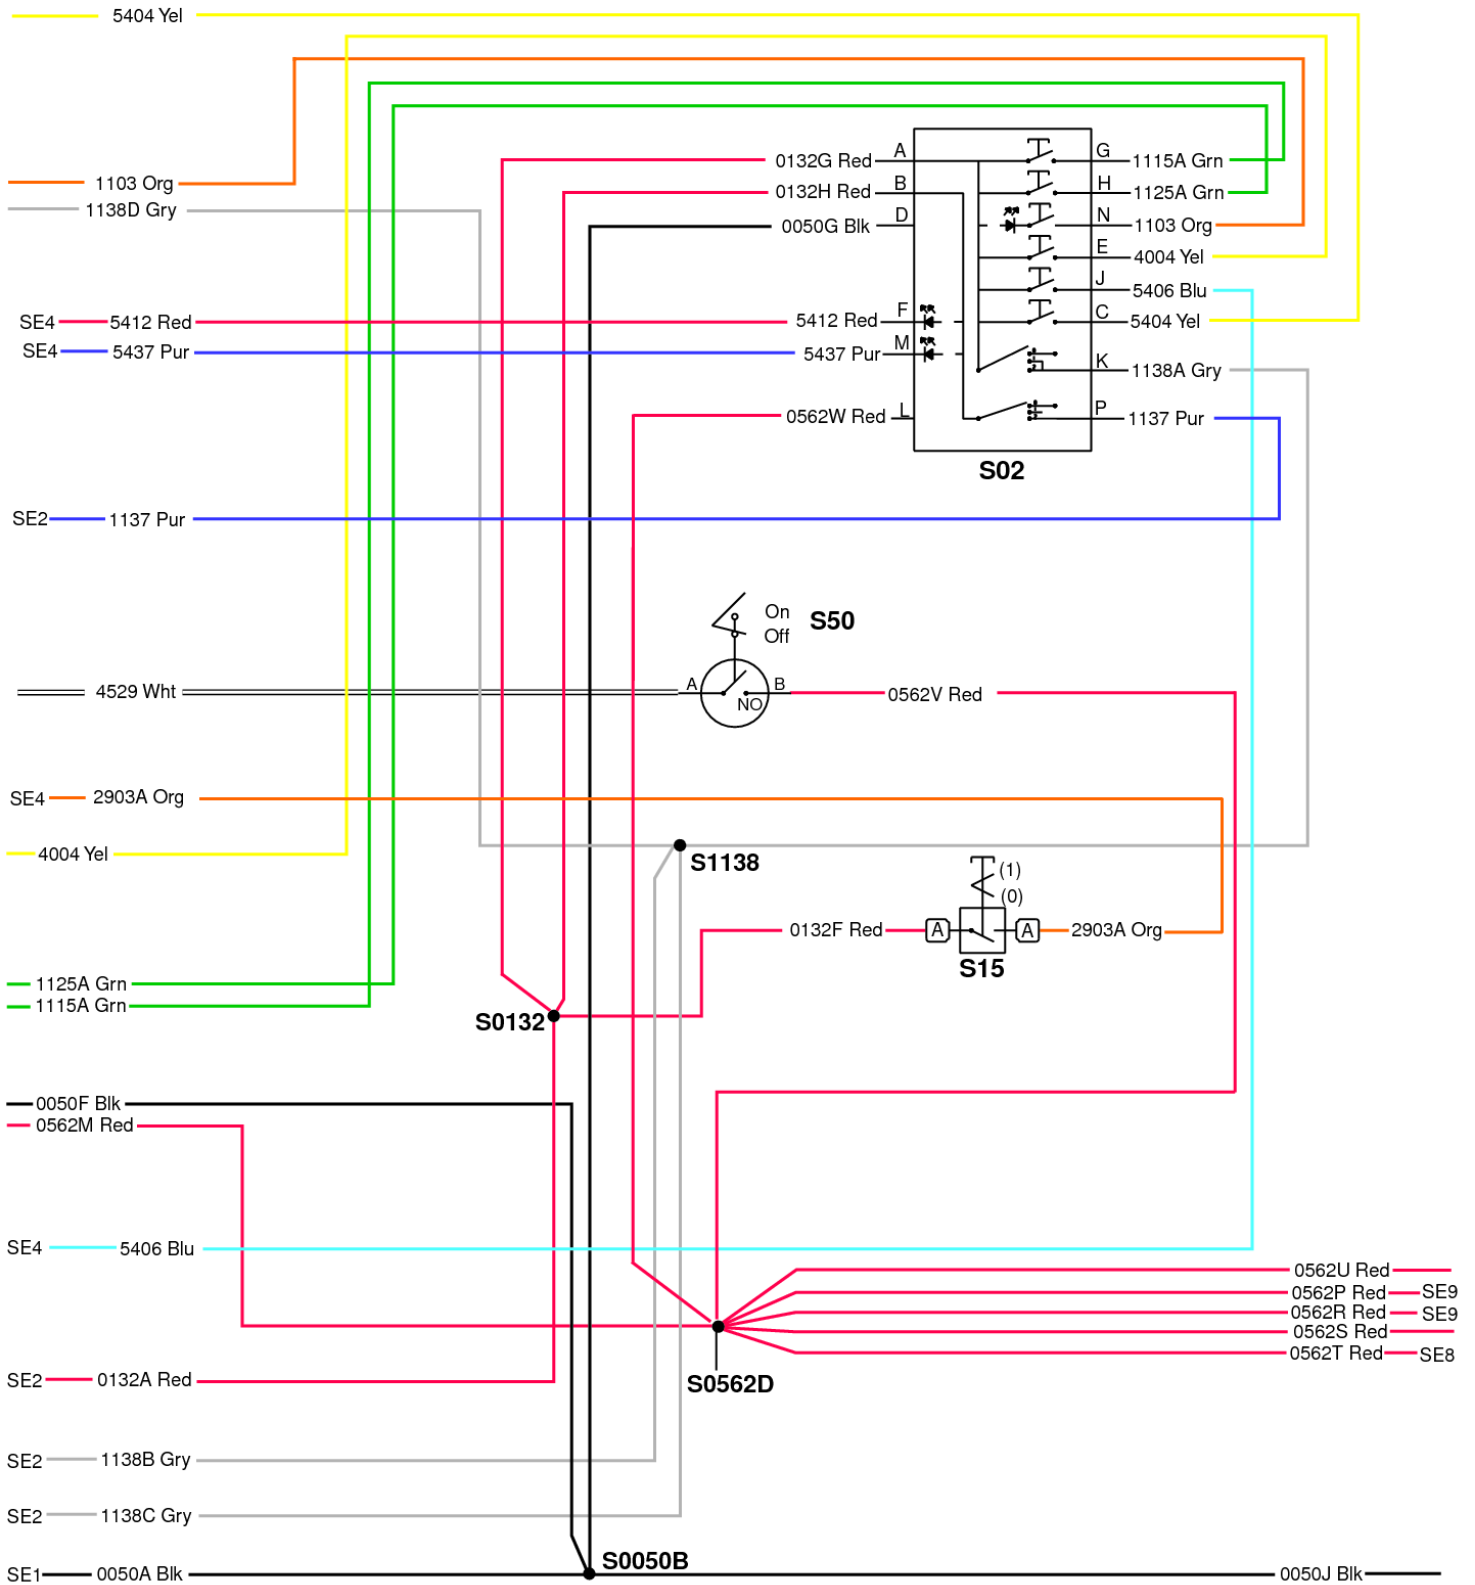 5404 Yel
1103 Org
1138D Gry
A
0132G Red
G
1115A Grn
B
0132H Red
H
1125A Grn
D
0050G Blk
N
1103 Org
E
4004 Yel
J
5406 Blu
SE4
5412 Red
5412 Red
F
C
5404 Yel
SE4
5437 Pur
5437 Pur
M
K
1138A Gry
0562W Red
L
P
1137 Pur
S02
SE2
1137 Pur
On
Off
S50
4529 Wht
A
B
NO
0562V Red
SE4
2903A Org
4004 Yel
S1138
(1)
(0)
0132F Red
A
A
2903A Org
S15
1125A Grn
1115A Grn
S0132
0050F Blk
0562M Red
SE4
5406 Blu
0562U Red
0562P Red
SE9
0562R Red
SE9
0562S Red
0562T Red
SE8
SE2
0132A Red
S0562D
SE2
1138B Gry
SE2
1138C Gry
S0050B
SE1
0050A Blk
0050J Blk